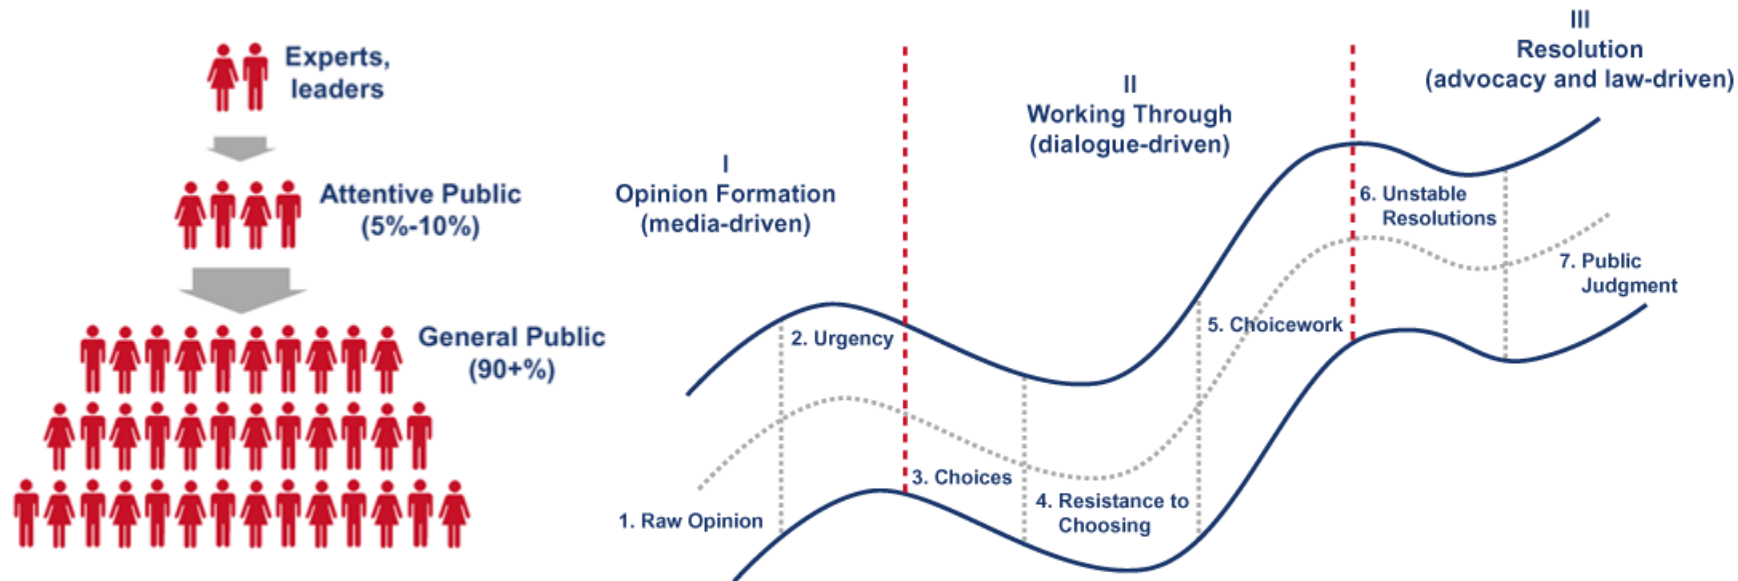 Experts,
leaders
Attentive Public
(5%-10%)
General Public
(90+%)
I
Opinion Formation
(media-driven)
II
Working Through
(dialogue-driven)
III
Resolution
(advocacy and law-driven)
1. Raw Opinion
2. Urgency
3. Choices
4. Resistance to
Choosing
5. Choicework
6. Unstable
Resolutions
7. Public
Judgment